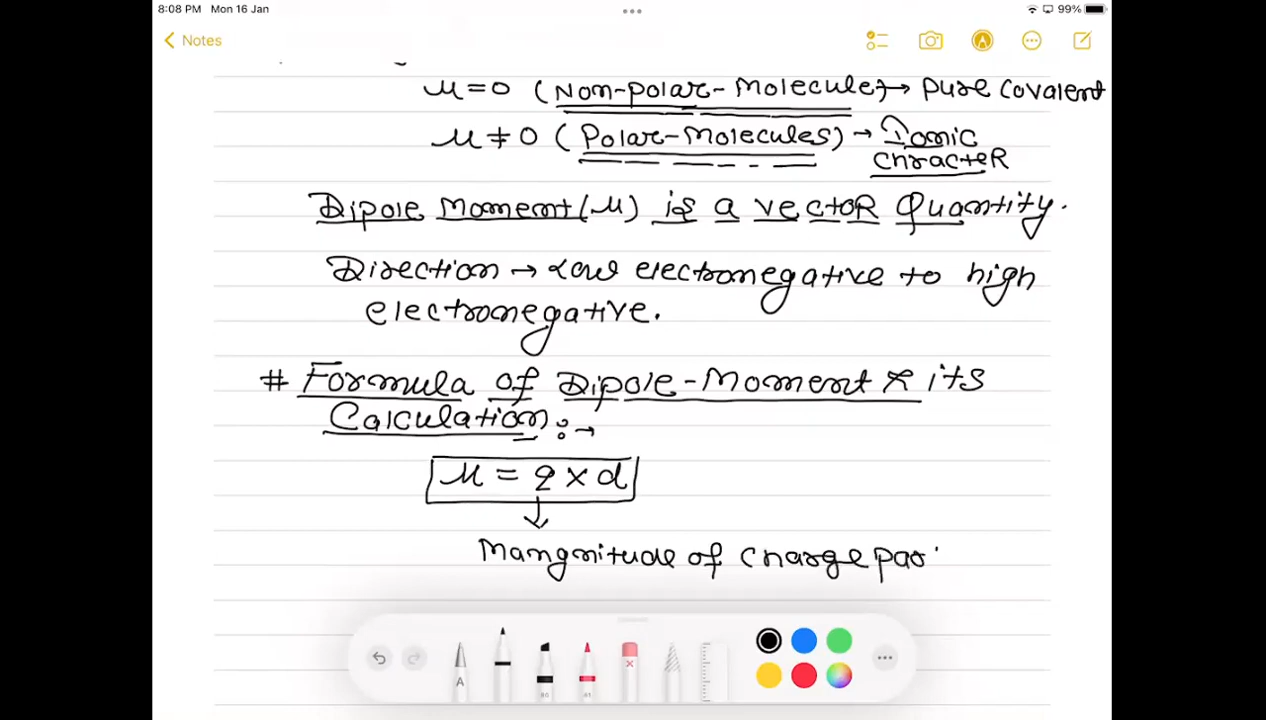 8:08 PM Mon 16 Jan
99%
Notes
μ=0 (Non-polar-Molecule) → pure covalent
μ≠0 (Polar-Molecules) → Ionic
chracter
Dipole Moment(μ) is a vector Quantity.
Direction → Low electronegative to high
electronegative.
# Formula of Dipole-Moment & its
Calculation :→
μ = q × d
↓
Mangnitude of charge par
A
80